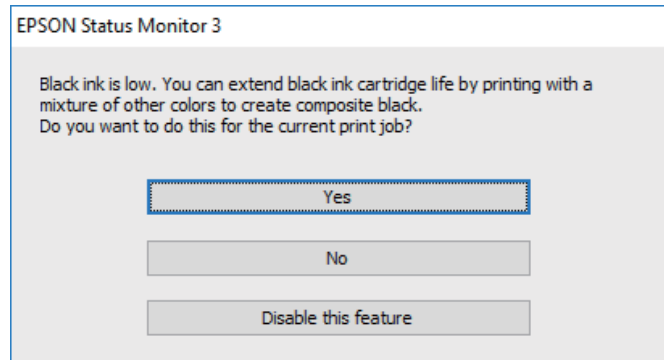 EPSON Status Monitor 3
Black ink is low. You can extend black ink cartridge life by printing with a
mixture of other colors to create composite black.
Do you want to do this for the current print job?
Yes
No
Disable this feature